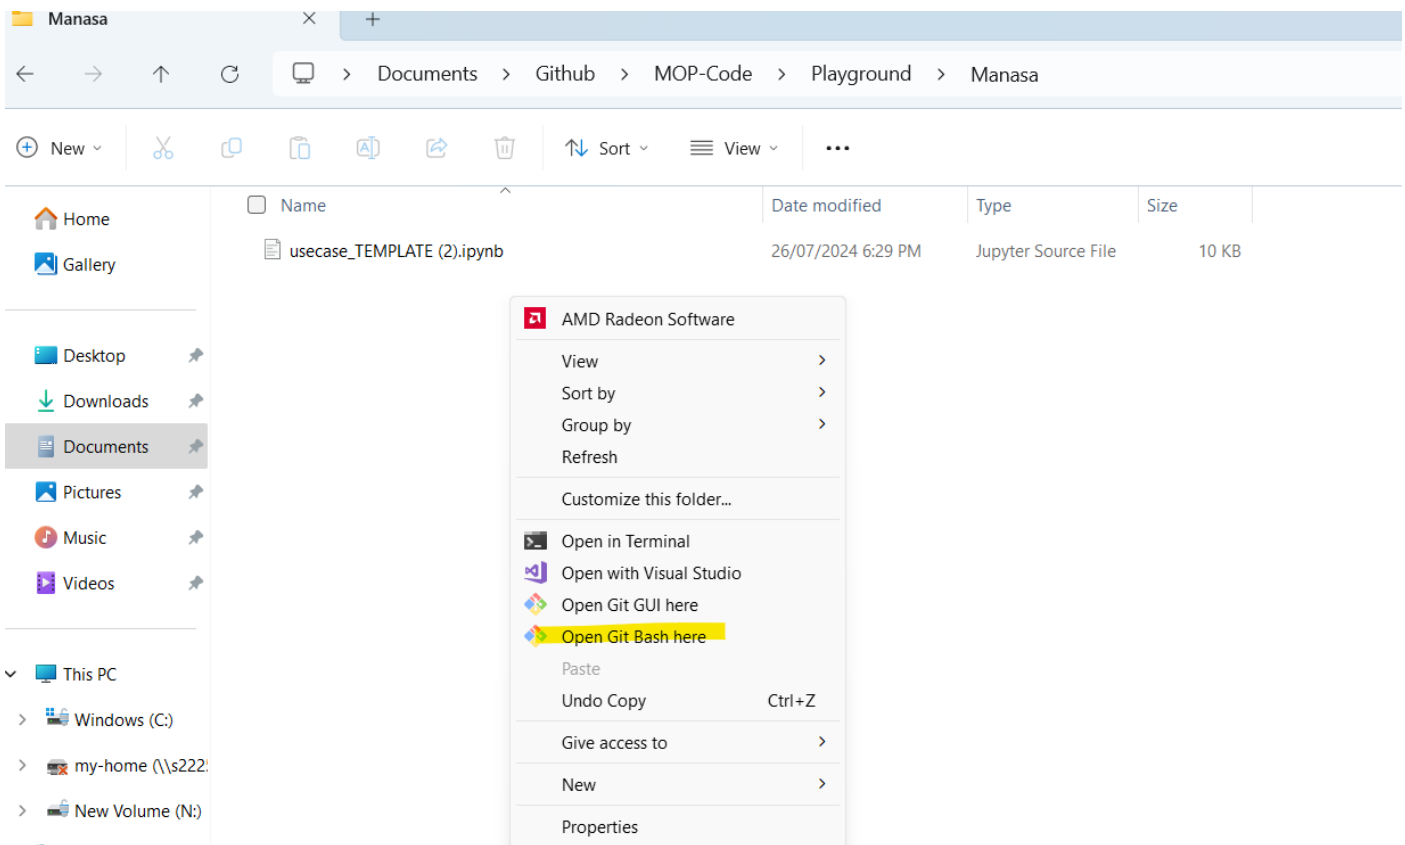 Manasa
Documents > Github > MOP-Code > Playground > Manasa
New
Sort
View
Name
Date modified
Type
Size
Home
usecase_TEMPLATE (2).ipynb
26/07/2024 6:29 PM
Jupyter Source File
10 KB
Gallery
Desktop
Downloads
Documents
Pictures
Music
Videos
This PC
Windows (C:)
my-home (\\s222
New Volume (N:)
AMD Radeon Software
View
Sort by
Group by
Refresh
Customize this folder...
Open in Terminal
Open with Visual Studio
Open Git GUI here
Open Git Bash here
Paste
Undo Copy Ctrl+Z
Give access to
New
Properties